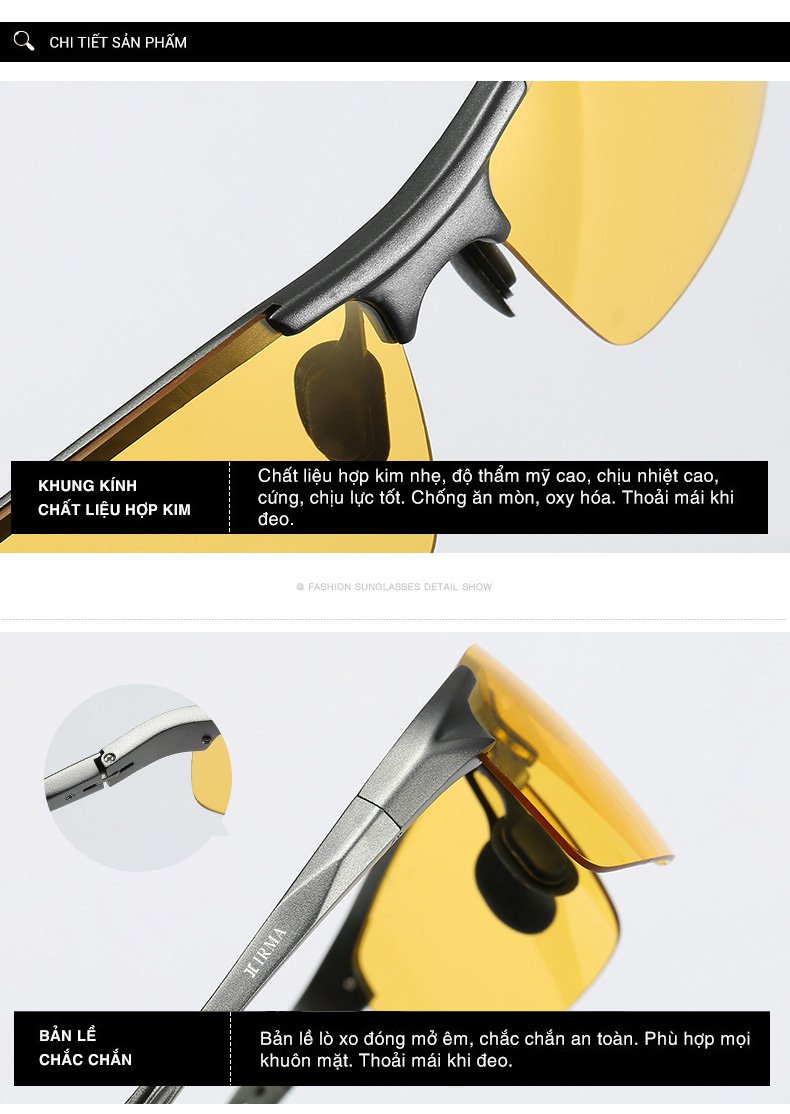 CHI TIẾT SẢN PHẨM
KHUNG KÍNH
CHẤT LIỆU HỢP KIM
Chất liệu hợp kim nhẹ, độ thẩm mỹ cao, chịu nhiệt cao,
cứng, chịu lực tốt. Chống ăn mòn, oxy hóa. Thoải mái khi
đeo.
@ FASHION SUNGLASSES DETAIL SHOW
IRMA
BẢN LỀ
CHẮC CHẮN
Bản lề lò xo đóng mở êm, chắc chắn an toàn. Phù hợp mọi
khuôn mặt. Thoải mái khi đeo.